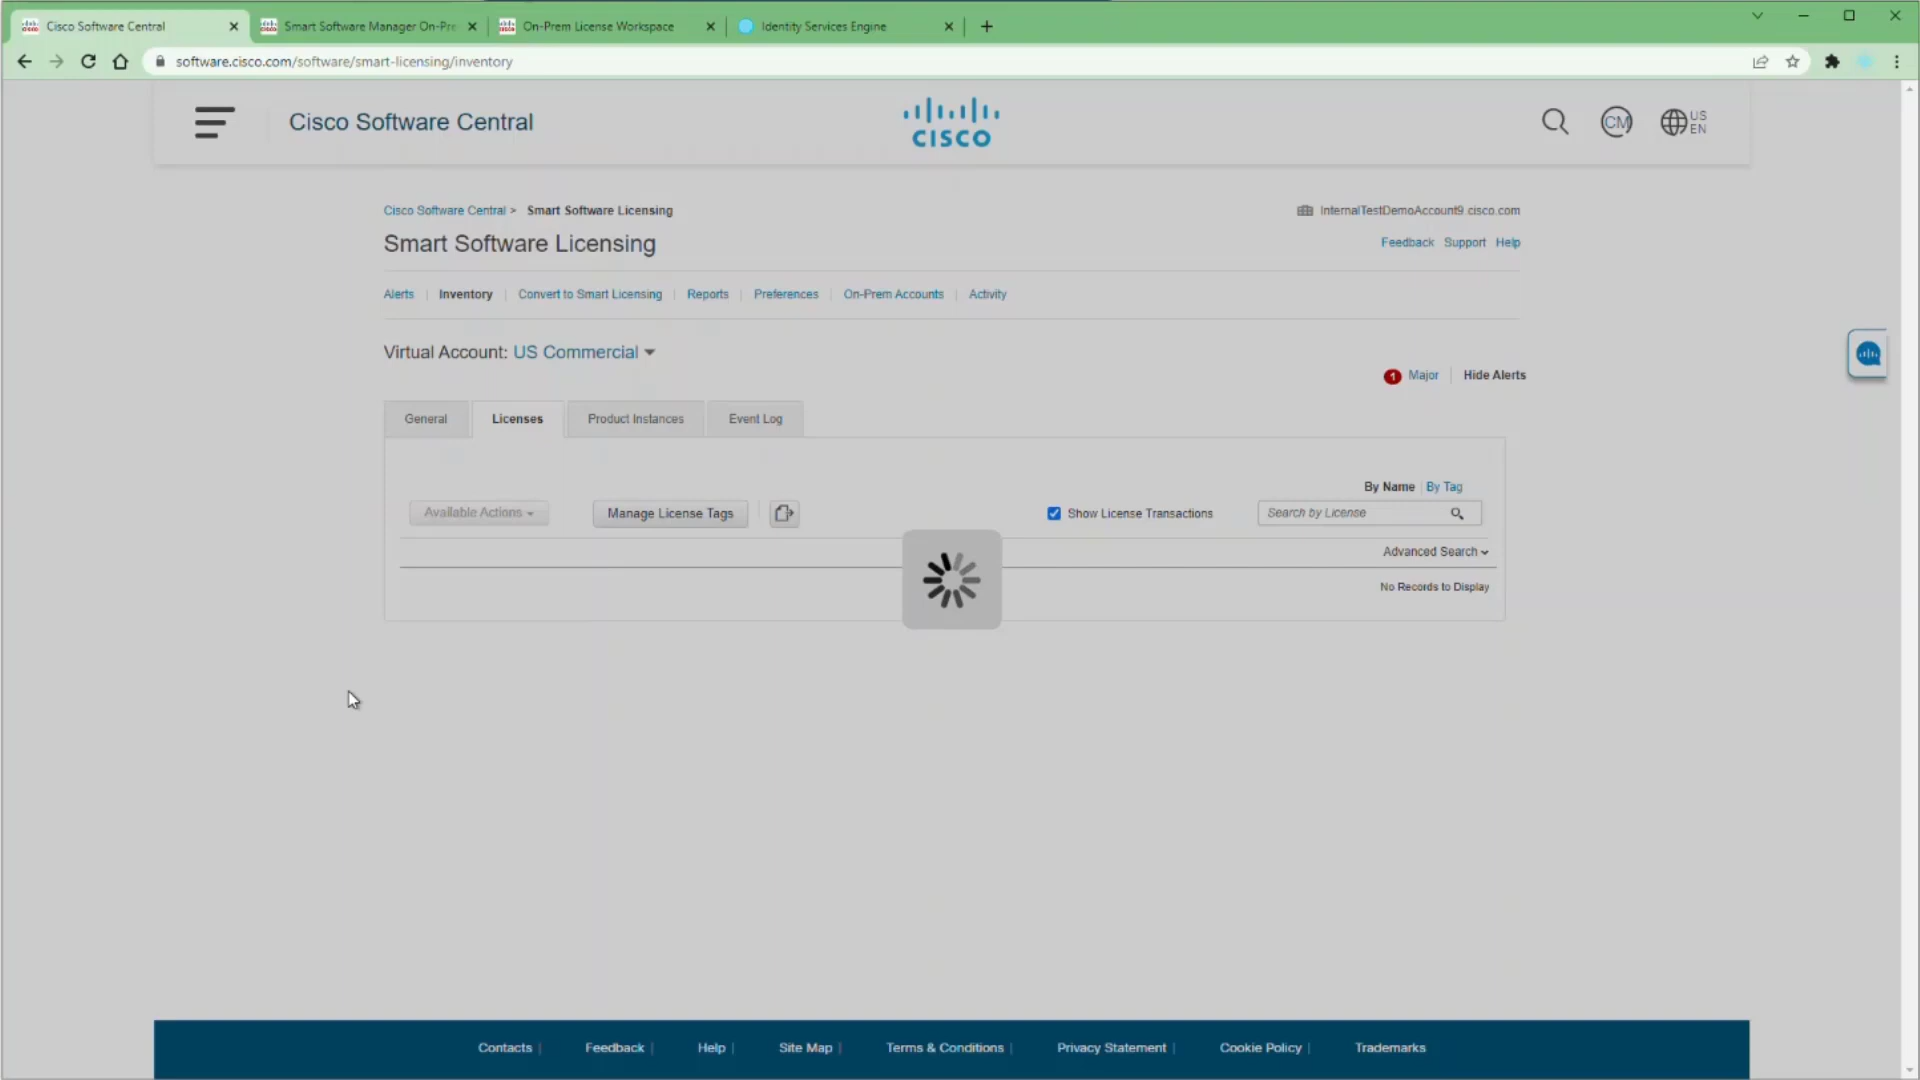 Cisco Software Central
Smart Software Manager On-Pre
On-Prem License Workspace
Identity Services Engine
software.cisco.com/software/smart-licensing/inventory
Cisco Software Central
CISCO
CM
US
EN
Cisco Software Central > Smart Software Licensing
InternalTestDemoAccount9.cisco.com
Smart Software Licensing
Feedback Support Help
Alerts | Inventory | Convert to Smart Licensing | Reports | Preferences | On-Prem Accounts | Activity
Virtual Account: US Commercial
1 Major | Hide Alerts
General
Licenses
Product Instances
Event Log
By Name | By Tag
Available Actions
Manage License Tags
Show License Transactions
Search by License
Advanced Search
No Records to Display
Contacts | Feedback | Help | Site Map | Terms & Conditions | Privacy Statement | Cookie Policy | Trademarks